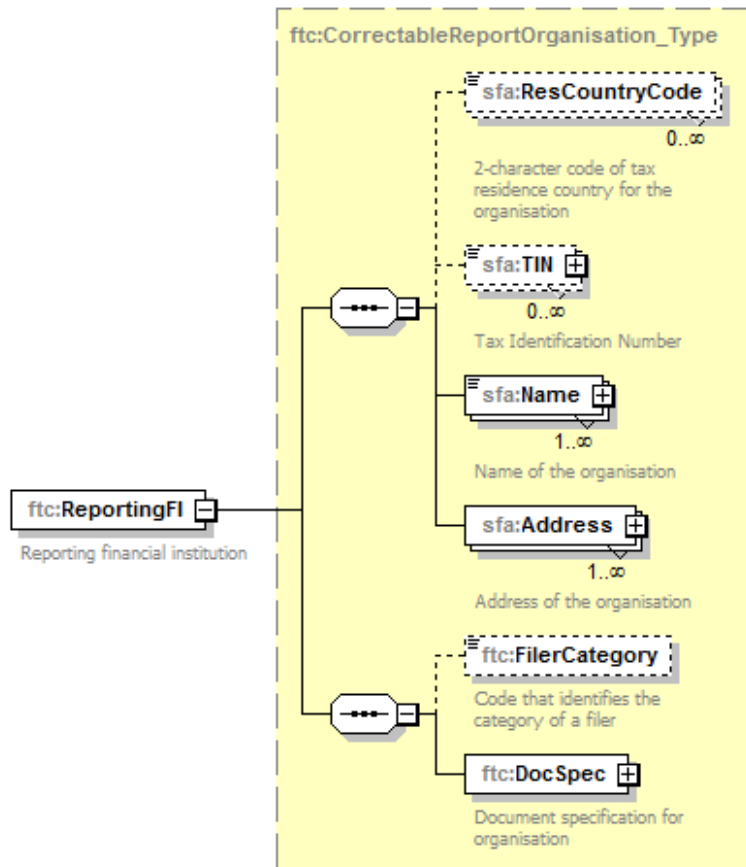 ftc:CorrectableReportOrganisation_Type
sfa:ResCountryCode
0..∞
2-character code of tax
residence country for the
organisation
sfa:TIN
0..∞
Tax Identification Number
sfa:Name
1..∞
Name of the organisation
ftc:ReportingFI
Reporting financial institution
sfa:Address
1..∞
Address of the organisation
ftc:FilerCategory
Code that identifies the
category of a filer
ftc:DocSpec
Document specification for
organisation